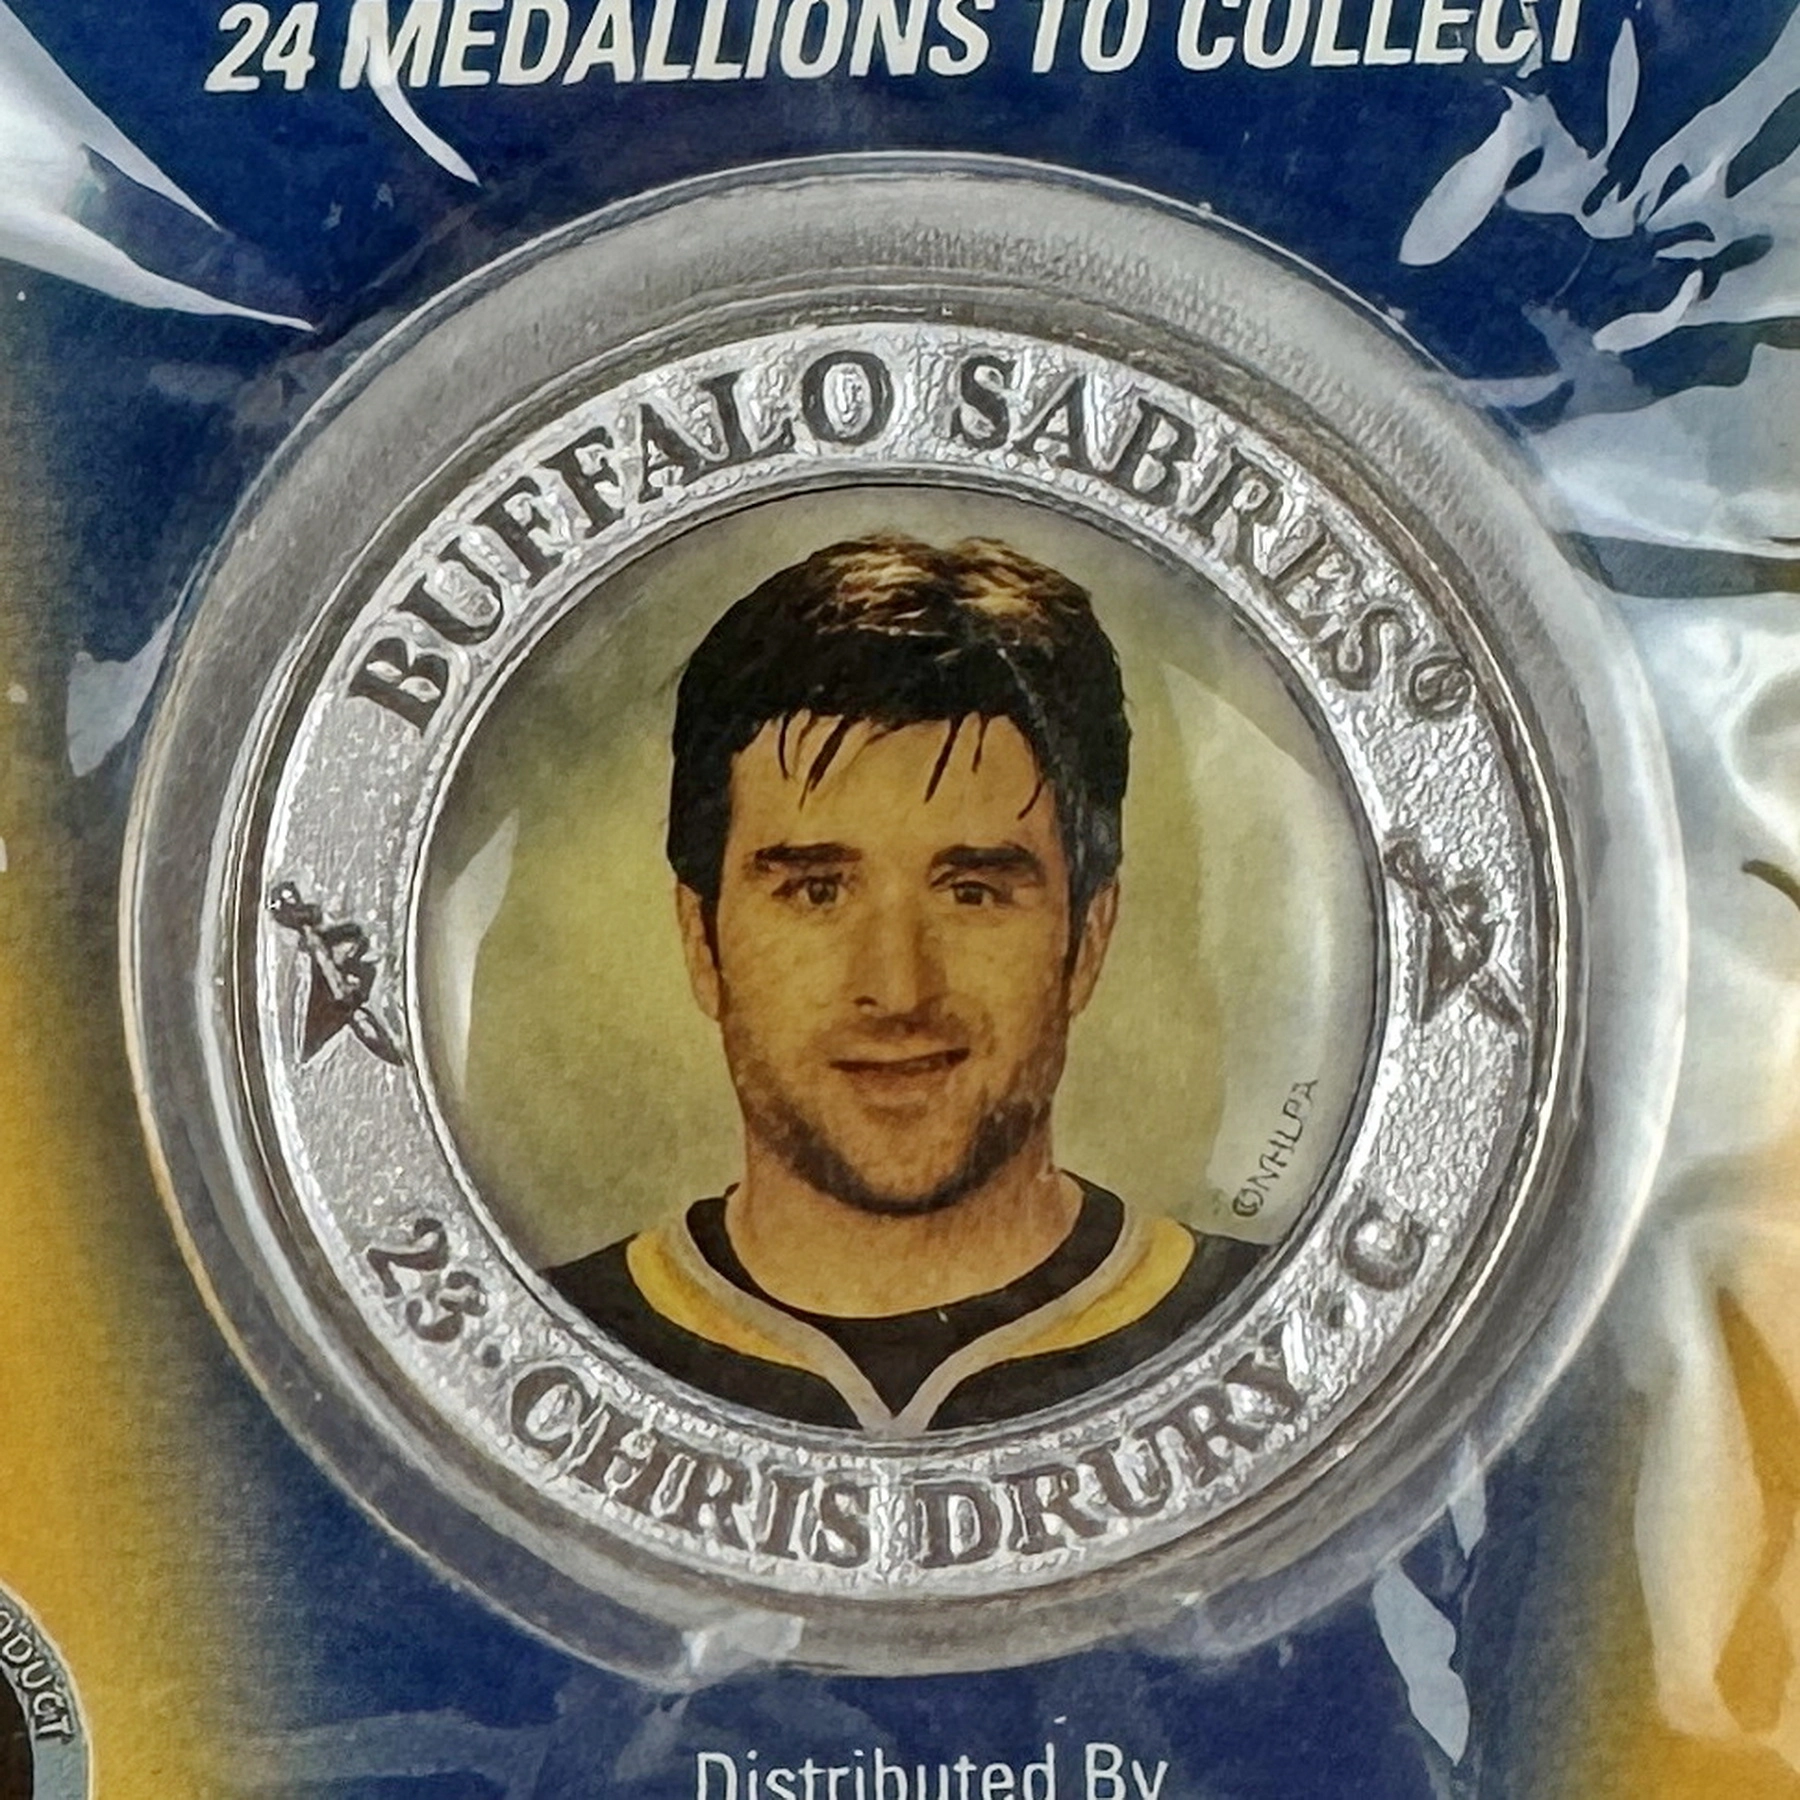 24 MEDALLIONS TO COLLECT
BUFFALO SABRES®
©NHLPA
23 · CHRIS DRURY · C
Distributed By